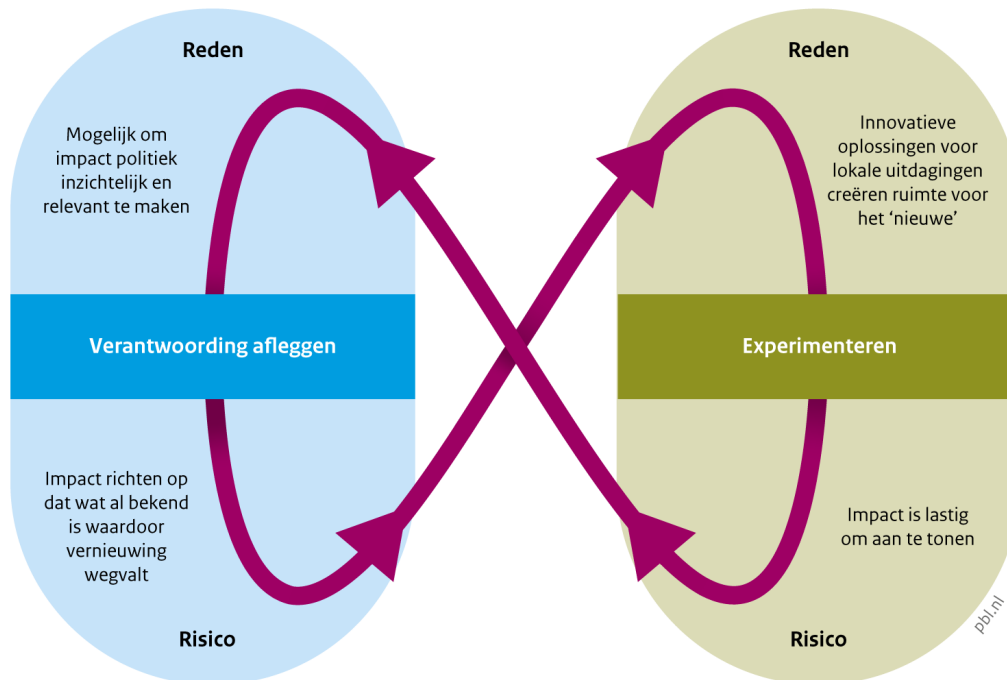 Reden
Mogelijk om
impact politiek
inzichtelijk en
relevant te maken
Verantwoording afleggen
Impact richten op
dat wat al bekend
is waardoor
vernieuwing
wegvalt
Risico
Reden
Innovatieve
oplossingen voor
lokale uitdagingen
creëren ruimte voor
het ‘nieuwe’
Experimenteren
Impact is lastig
om aan te tonen
Risico
pbl.nl